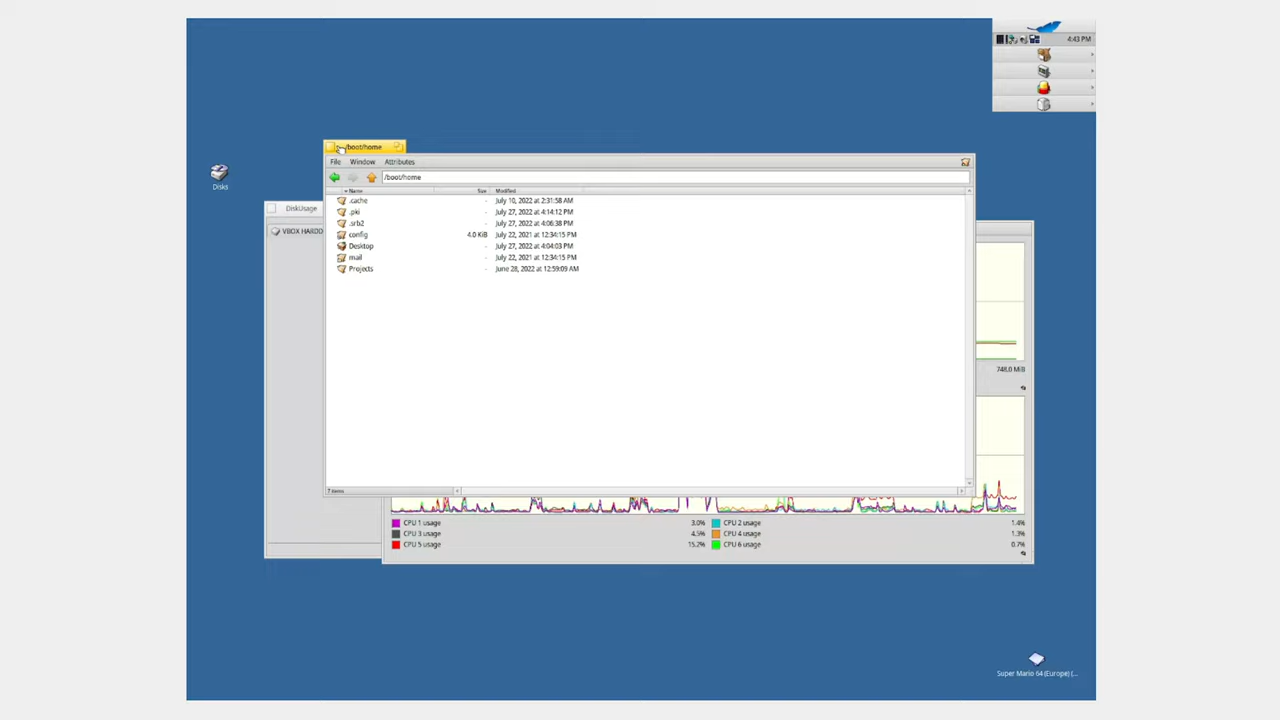 4:43 PM
Disks
/boot/home
File Window Attributes
/boot/home
Name Size Modified
.cache - July 10, 2022 at 2:31:58 AM
.pki - July 27, 2022 at 4:14:12 PM
.srb2 - July 27, 2022 at 4:06:38 PM
config 4.0 KiB July 22, 2021 at 12:34:15 PM
Desktop - July 27, 2022 at 4:04:03 PM
mail - July 22, 2021 at 12:34:15 PM
Projects - June 28, 2022 at 12:59:09 AM
7 items
DiskUsage
VBOX HARDD
748.0 MiB
CPU 1 usage 3.0% CPU 2 usage 1.4%
CPU 3 usage 4.5% CPU 4 usage 1.3%
CPU 5 usage 15.2% CPU 6 usage 0.7%
Super Mario 64 (Europe) (...